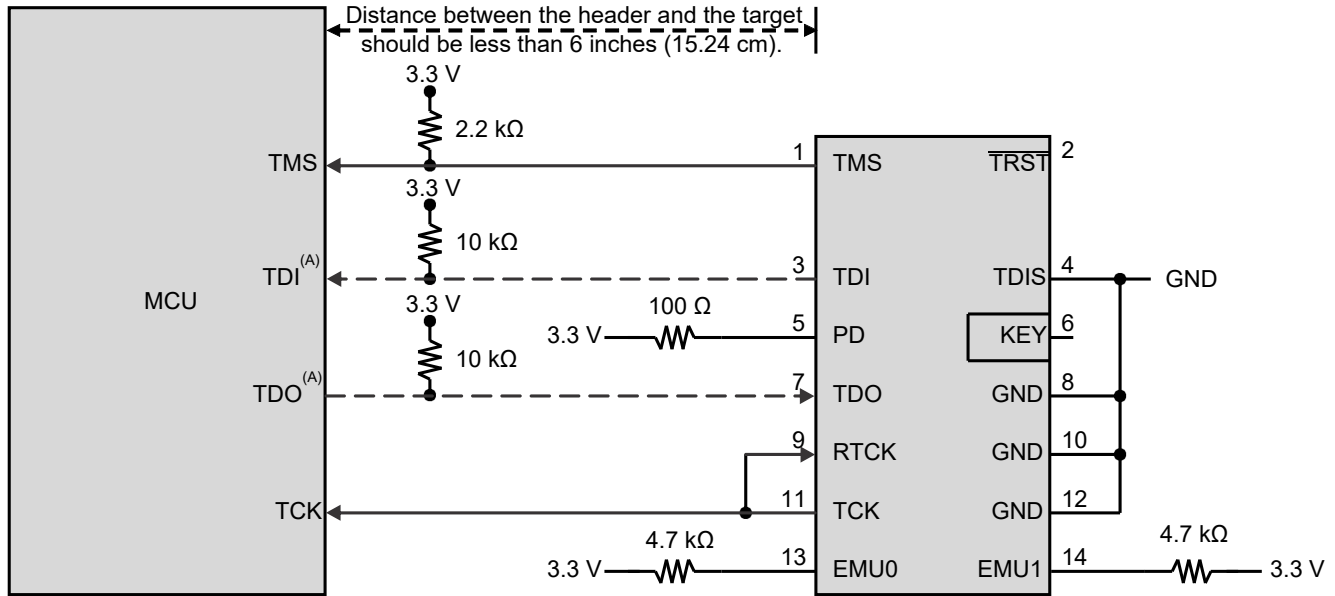 Distance between the header and the target
should be less than 6 inches (15.24 cm).
3.3 V
2.2 kΩ
TMS
1
TMS
TRST
2
3.3 V
10 kΩ
TDI(A)
3
TDI
TDIS
4
GND
MCU
3.3 V
100 Ω
3.3 V
5
PD
KEY
6
10 kΩ
TDO(A)
7
TDO
GND
8
9
RTCK
GND
10
TCK
11
TCK
GND
12
4.7 kΩ
3.3 V
13
EMU0
EMU1
14
4.7 kΩ
3.3 V